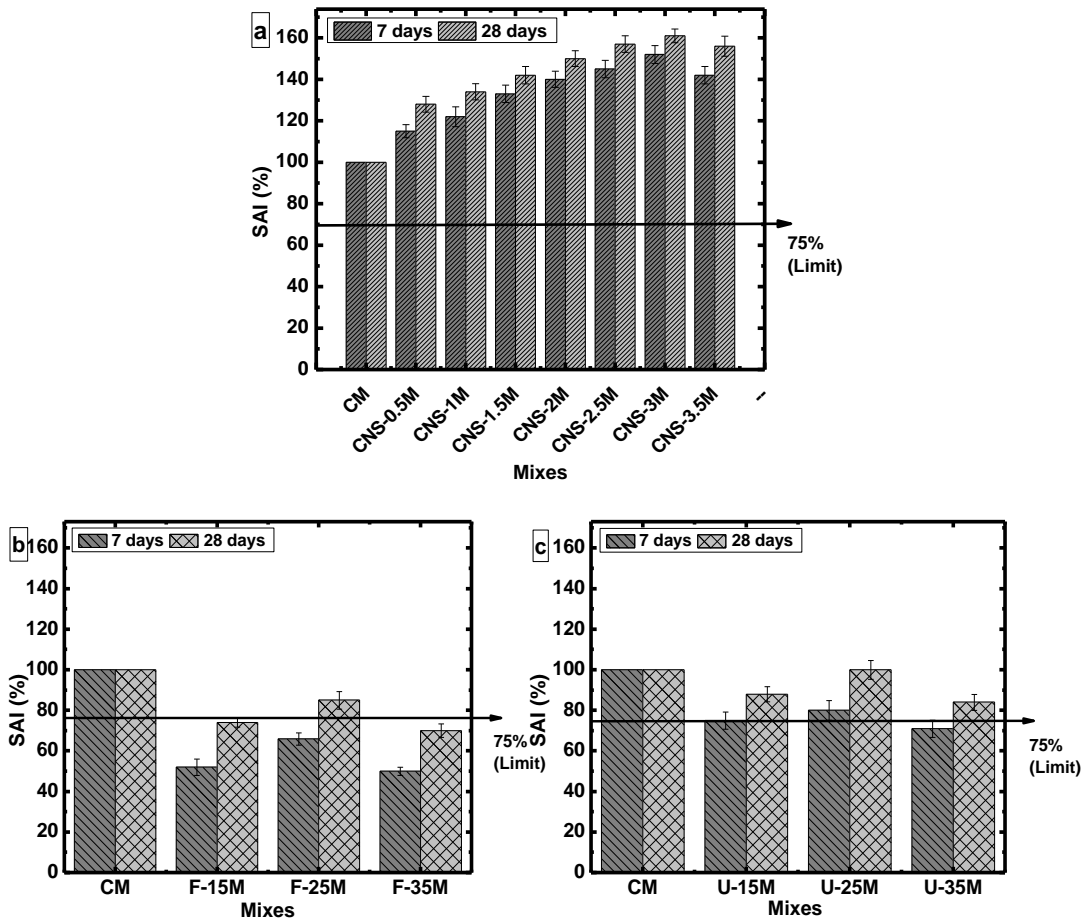 a
7 days 28 days
160
140
120
100
80
60
40
20
0
SAI (%)
75%
(Limit)
CM
CNS-0.5M
CNS-1M
CNS-1.5M
CNS-2M
CNS-2.5M
CNS-3M
CNS-3.5M
--
Mixes
b
7 days 28 days
160
140
120
100
80
60
40
20
0
SAI (%)
75%
(Limit)
CM F-15M F-25M F-35M
Mixes
c
7 days 28 days
160
140
120
100
80
60
40
20
0
SAI (%)
75%
(Limit)
CM U-15M U-25M U-35M
Mixes